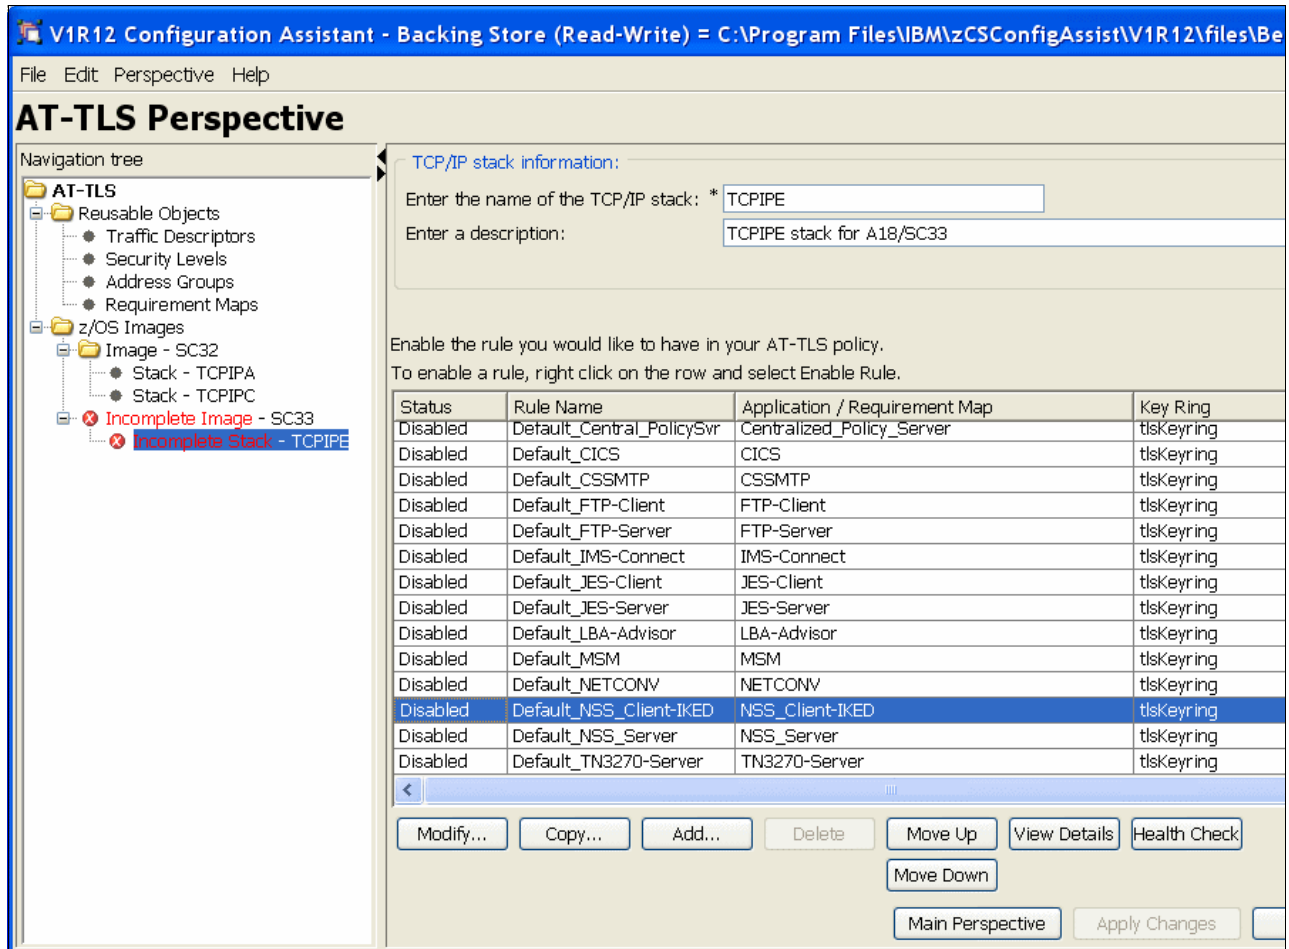 V1R12 Configuration Assistant - Backing Store (Read-Write) = C:\Program Files\IBM\zCSConfigAssist\V1R12\files\Be
File Edit Perspective Help
AT-TLS Perspective
Navigation tree
AT-TLS
Reusable Objects
Traffic Descriptors
Security Levels
Address Groups
Requirement Maps
z/OS Images
Image - SC32
Stack - TCPIPA
Stack - TCPIPC
Incomplete Image - SC33
Incomplete Stack - TCPIPE
TCP/IP stack information:
Enter the name of the TCP/IP stack: * TCPIPE
Enter a description: TCPIPE stack for A18/SC33
Enable the rule you would like to have in your AT-TLS policy.
To enable a rule, right click on the row and select Enable Rule.
Status Rule Name Application / Requirement Map Key Ring
Disabled Default_Central_PolicySvr Centralized_Policy_Server tlsKeyring
Disabled Default_CICS CICS tlsKeyring
Disabled Default_CSSMTP CSSMTP tlsKeyring
Disabled Default_FTP-Client FTP-Client tlsKeyring
Disabled Default_FTP-Server FTP-Server tlsKeyring
Disabled Default_IMS-Connect IMS-Connect tlsKeyring
Disabled Default_JES-Client JES-Client tlsKeyring
Disabled Default_JES-Server JES-Server tlsKeyring
Disabled Default_LBA-Advisor LBA-Advisor tlsKeyring
Disabled Default_MSM MSM tlsKeyring
Disabled Default_NETCONV NETCONV tlsKeyring
Disabled Default_NSS_Client-IKED NSS_Client-IKED tlsKeyring
Disabled Default_NSS_Server NSS_Server tlsKeyring
Disabled Default_TN3270-Server TN3270-Server tlsKeyring
Modify... Copy... Add... Delete Move Up View Details Health Check
Move Down
Main Perspective Apply Changes